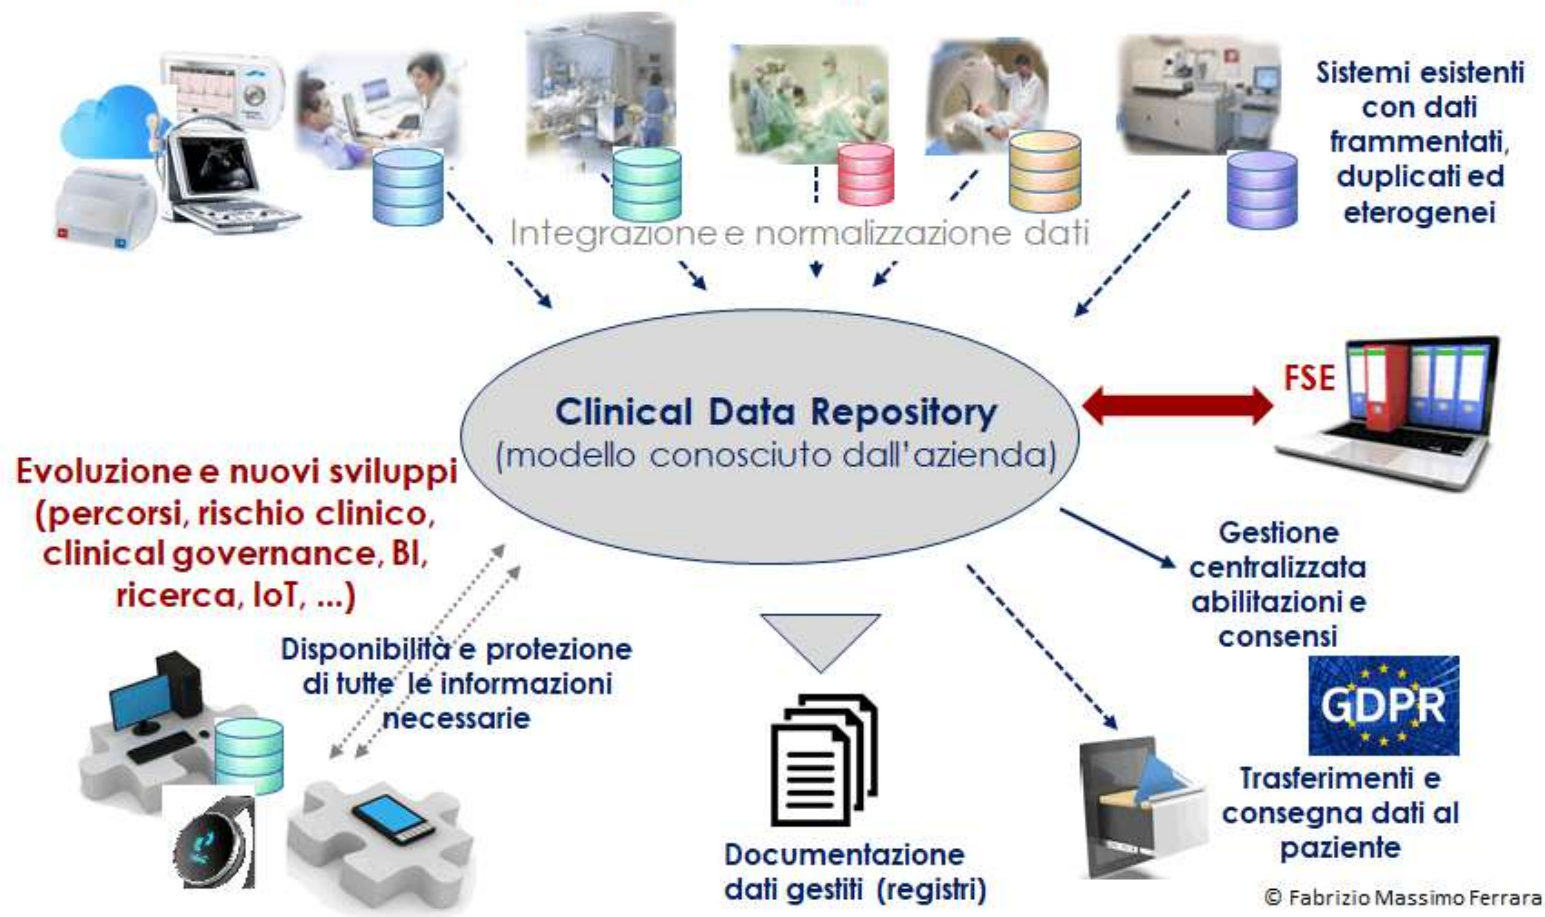 Sistemi esistenti
con dati
frammentati,
duplicati ed
eterogenei
Integrazione e normalizzazione dati
Clinical Data Repository
(modello conosciuto dall'azienda)
FSE
Evoluzione e nuovi sviluppi
(percorsi, rischio clinico,
clinical governance, BI,
ricerca, IoT, ...)
Gestione
centralizzata
abilitazioni e
consensi
Disponibilità e protezione
di tutte le informazioni
necessarie
GDPR
Trasferimenti e
consegna dati al
paziente
Documentazione
dati gestiti (registri)
© Fabrizio Massimo Ferrara